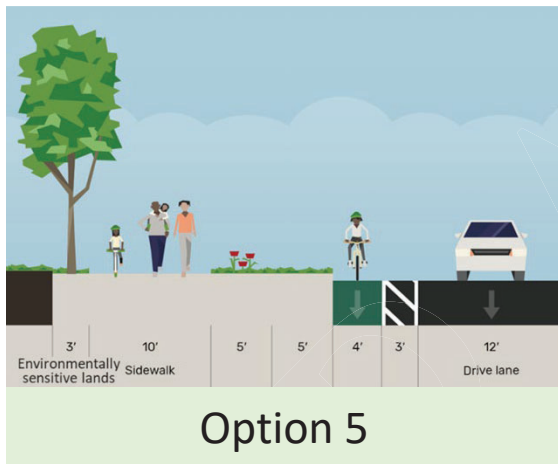 3' 10' 5' 5' 4' 3' 12'
Environmentally
sensitive lands Sidewalk Drive lane
Option 5